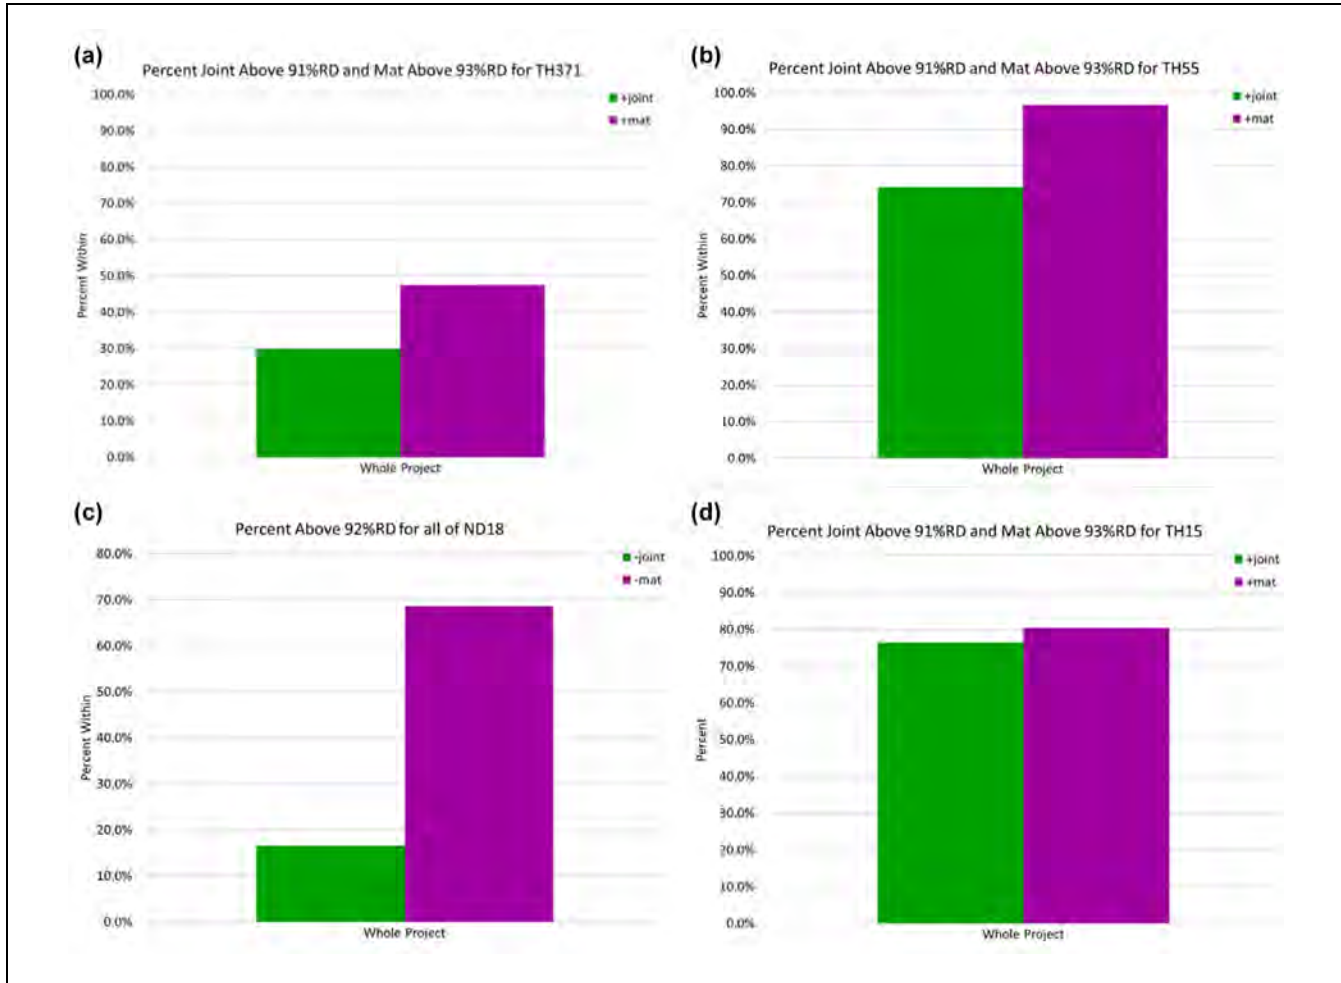 (a)
Percent Joint Above 91%RD and Mat Above 93%RD for TH371
100.0%
90.0%
80.0%
70.0%
60.0%
50.0%
40.0%
30.0%
20.0%
10.0%
0.0%
Percent Within
Whole Project
+joint
+mat
(b)
Percent Joint Above 91%RD and Mat Above 93%RD for TH55
100.0%
90.0%
80.0%
70.0%
60.0%
50.0%
40.0%
30.0%
20.0%
10.0%
0.0%
Percent Within
Whole Project
+joint
+mat
(c)
Percent Above 92%RD for all of ND18
80.0%
70.0%
60.0%
50.0%
40.0%
30.0%
20.0%
10.0%
0.0%
Percent Within
Whole Project
-joint
-mat
(d)
Percent Joint Above 91%RD and Mat Above 93%RD for TH15
100.0%
90.0%
80.0%
70.0%
60.0%
50.0%
40.0%
30.0%
20.0%
10.0%
0.0%
Percent
Whole Project
+joint
+mat